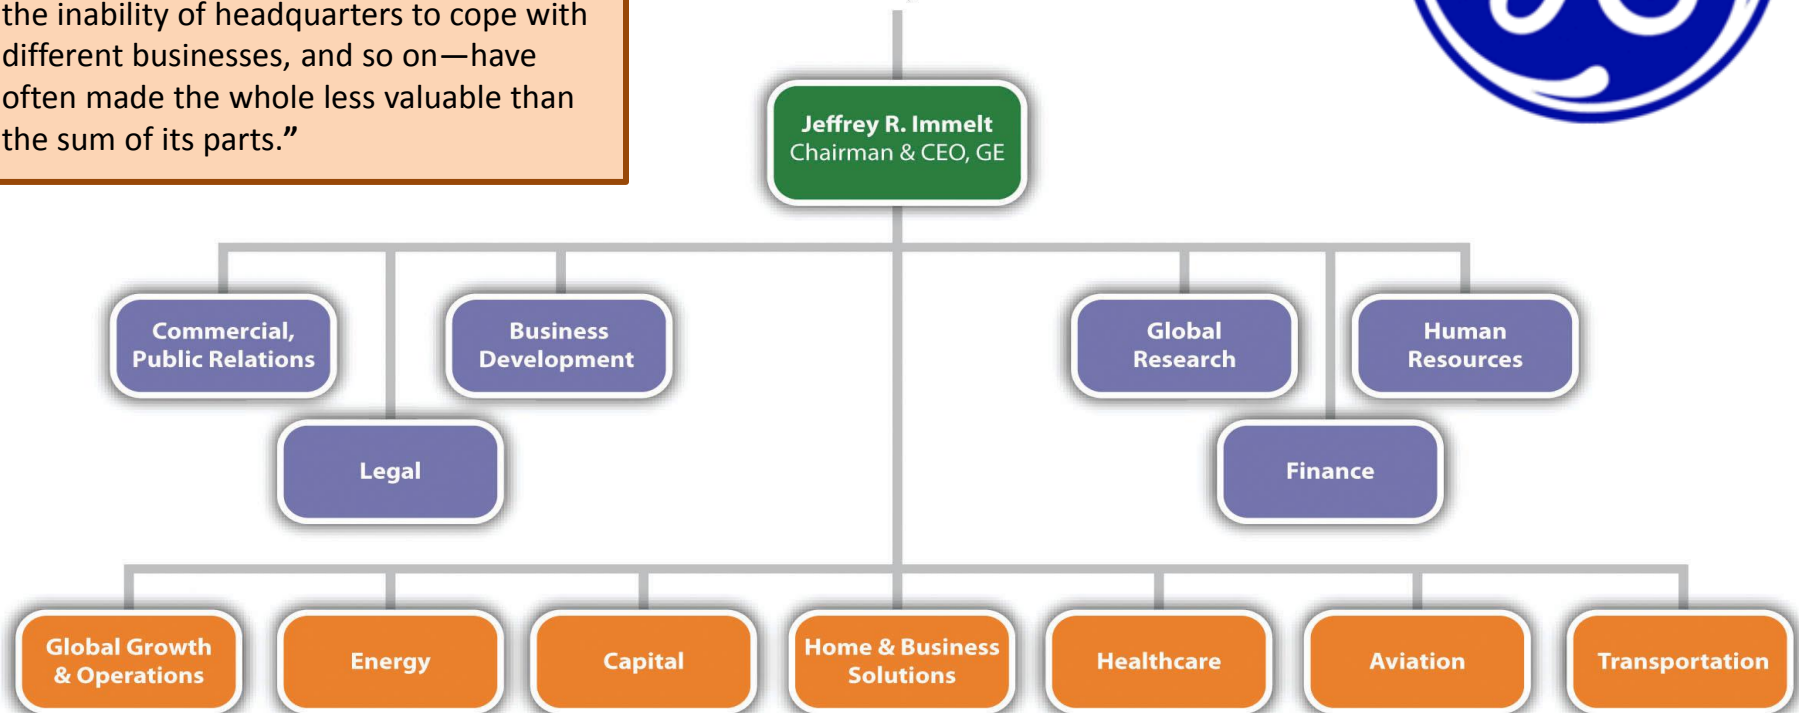 the inability of headquarters to cope with
different businesses, and so on—have
often made the whole less valuable than
the sum of its parts.”
Jeffrey R. Immelt
Chairman & CEO, GE
Commercial,
Public Relations
Business
Development
Global
Research
Human
Resources
Legal
Finance
Global Growth
& Operations
Energy
Capital
Home & Business
Solutions
Healthcare
Aviation
Transportation